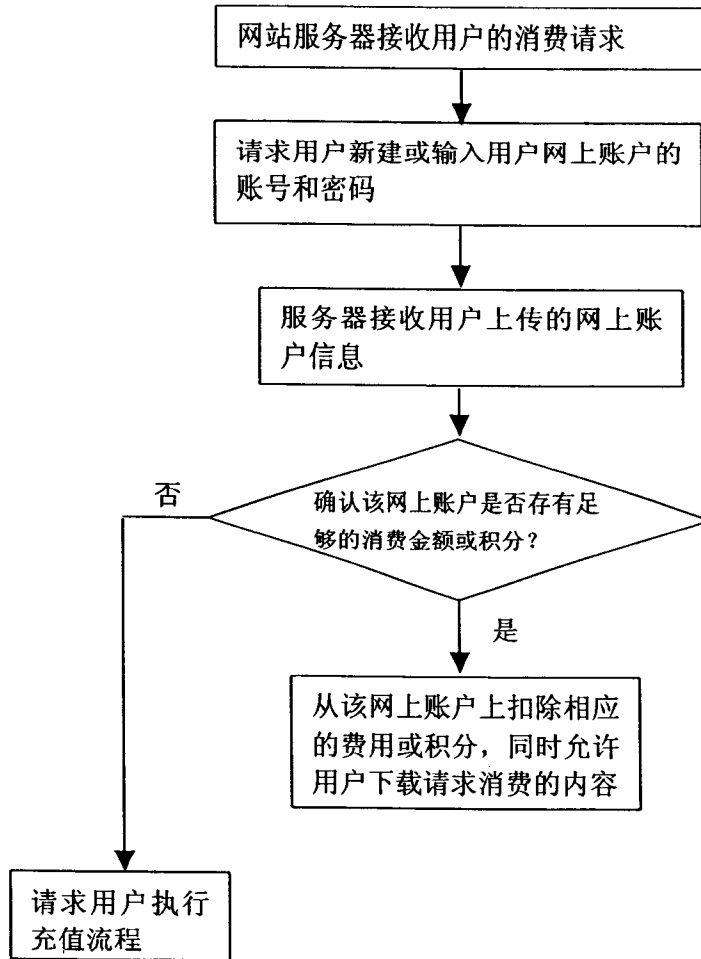 网站服务器接收用户的消费请求
请求用户新建或输入用户网上账户的
账号和密码
服务器接收用户上传的网上账
户信息
否
确认该网上账户是否存有足
够的消费金额或积分？
是
从该网上账户上扣除相应
的费用或积分，同时允许
用户下载请求消费的内容
请求用户执行
充值流程